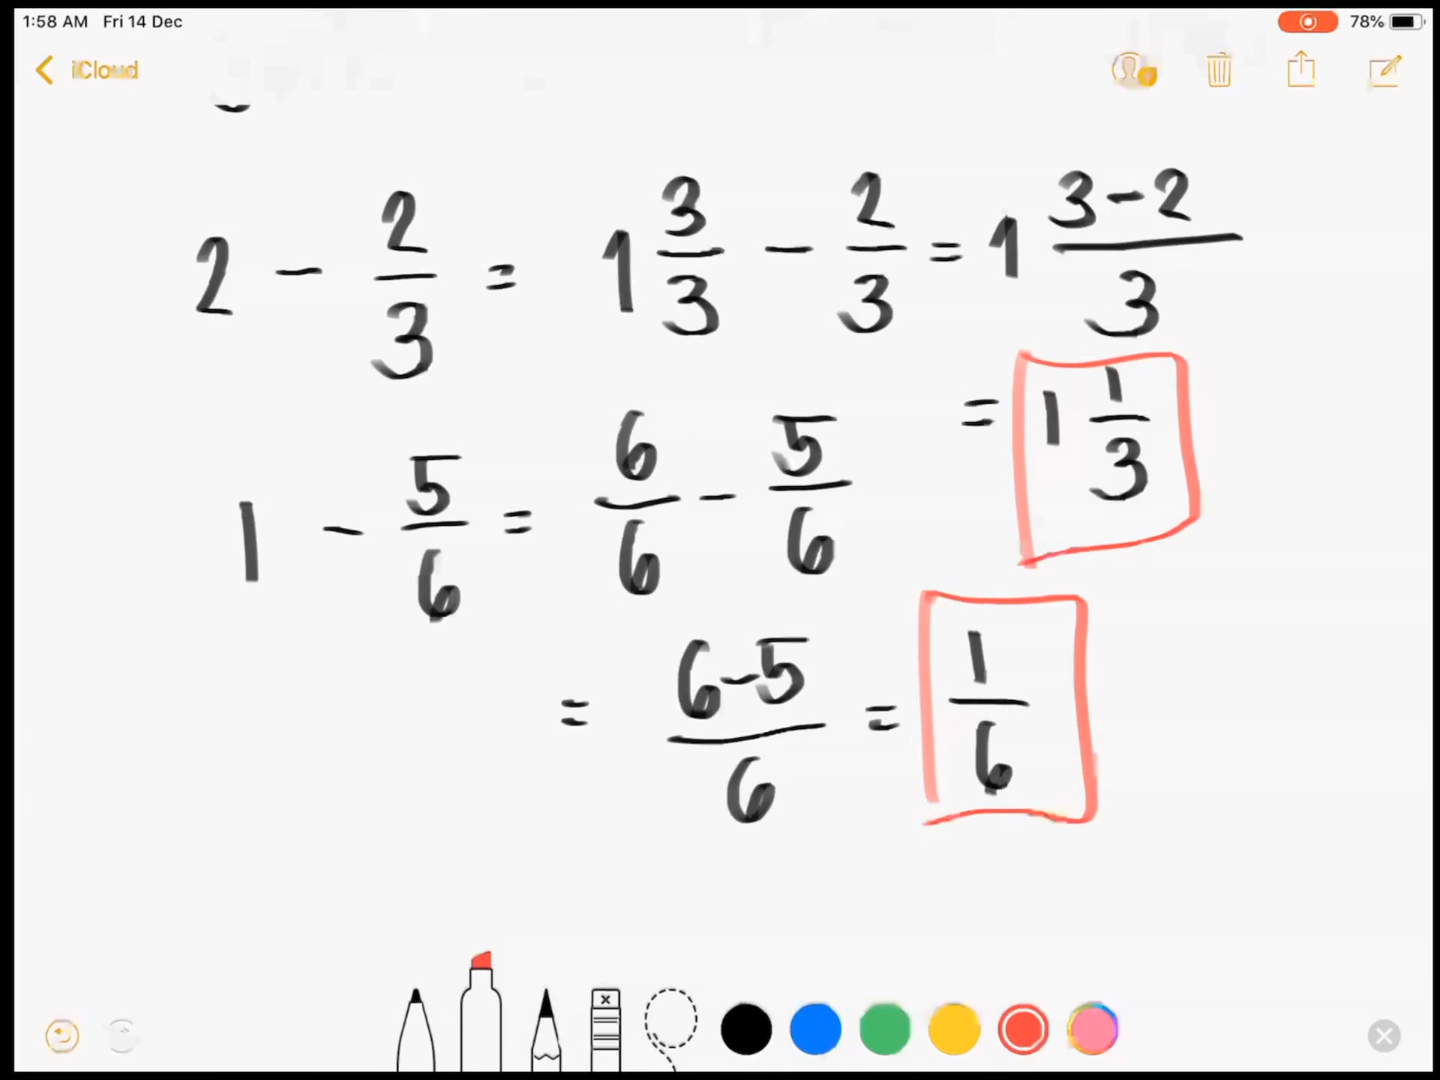 1:58 AM Fri 14 Dec 78%
iCloud
2 - 2/3 = 1 3/3 - 2/3 = 1 (3-2)/3
= 1 1/3
1 - 5/6 = 6/6 - 5/6
= (6-5)/6 = 1/6